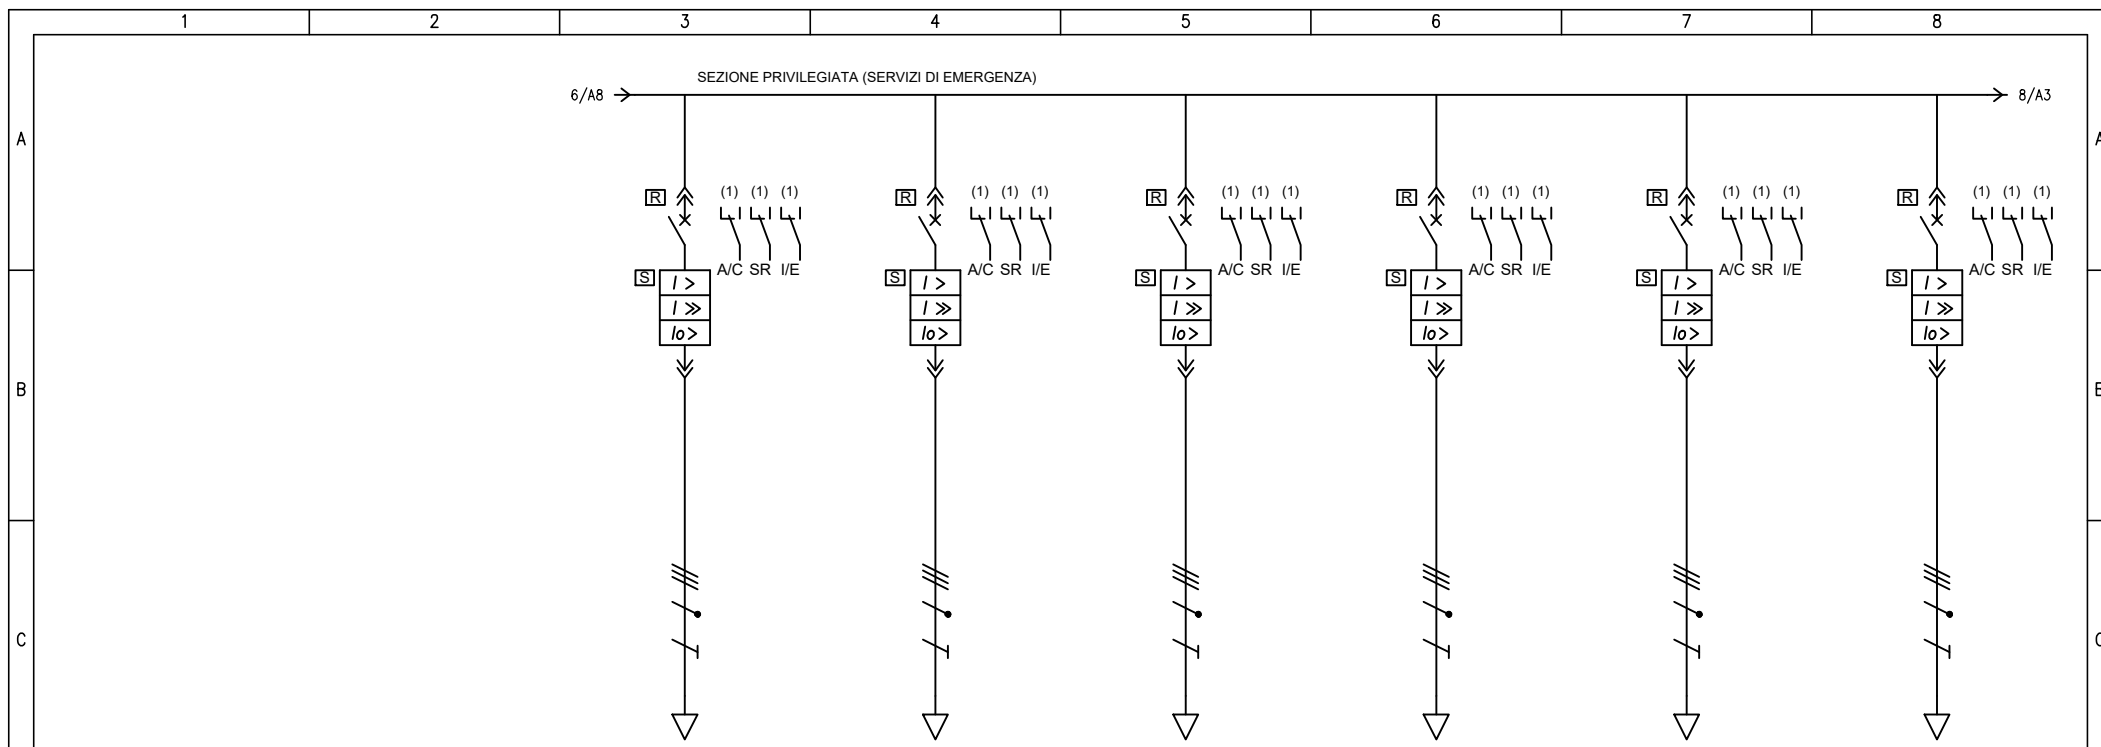 1 2 3 4 5 6 7 8
SEZIONE PRIVILEGIATA (SERVIZI DI EMERGENZA)
6/A8 8/A3
A A
R (1) (1) (1) R (1) (1) (1) R (1) (1) (1) R (1) (1) (1) R (1) (1) (1) R (1) (1) (1)
A/C SR I/E A/C SR I/E A/C SR I/E A/C SR I/E A/C SR I/E A/C SR I/E
S I > S I > S I > S I > S I > S I >
I >> I >> I >> I >> I >> I >>
Io> Io> Io> Io> Io> Io>
B B
C C